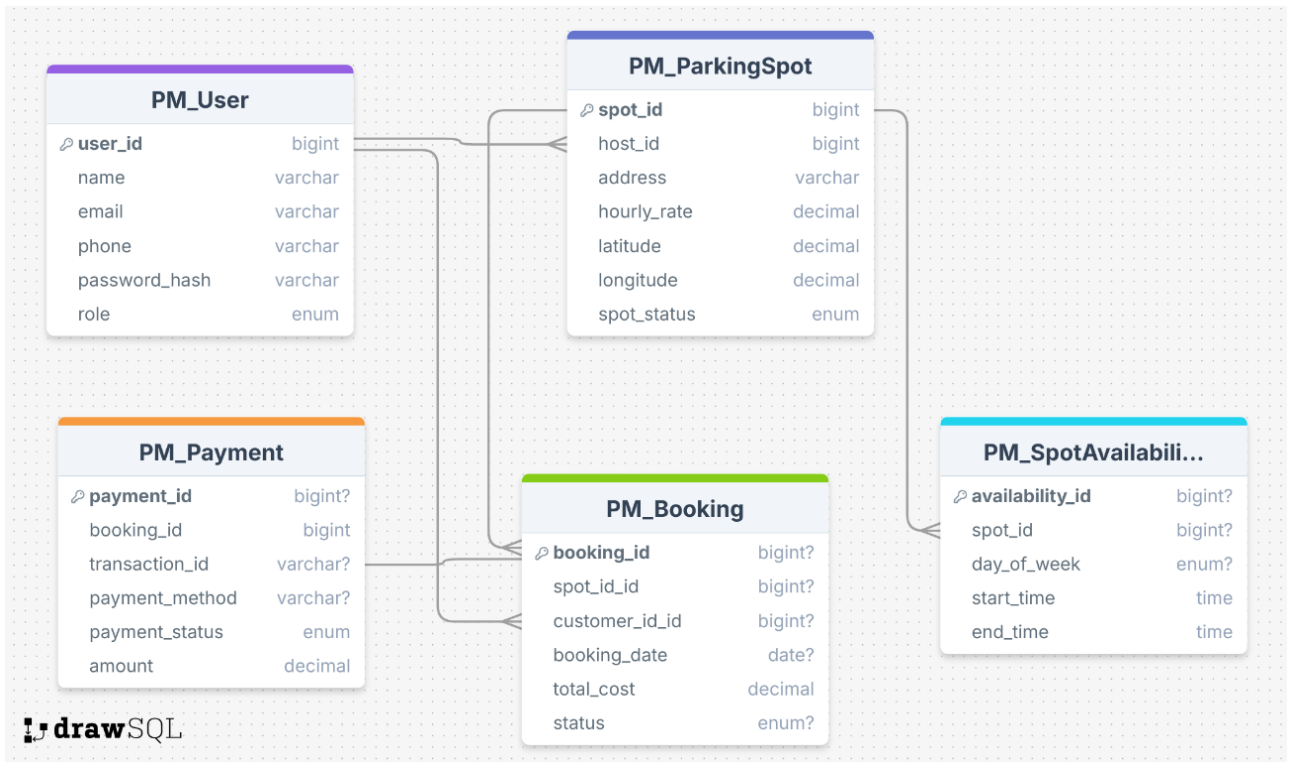 PM_User
user_id bigint
name varchar
email varchar
phone varchar
password_hash varchar
role enum
PM_ParkingSpot
spot_id bigint
host_id bigint
address varchar
hourly_rate decimal
latitude decimal
longitude decimal
spot_status enum
PM_Payment
payment_id bigint?
booking_id bigint
transaction_id varchar?
payment_method varchar?
payment_status enum
amount decimal
PM_Booking
booking_id bigint?
spot_id_id bigint?
customer_id_id bigint?
booking_date date?
total_cost decimal
status enum?
PM_SpotAvailabili...
availability_id bigint?
spot_id bigint?
day_of_week enum?
start_time time
end_time time
drawSQL